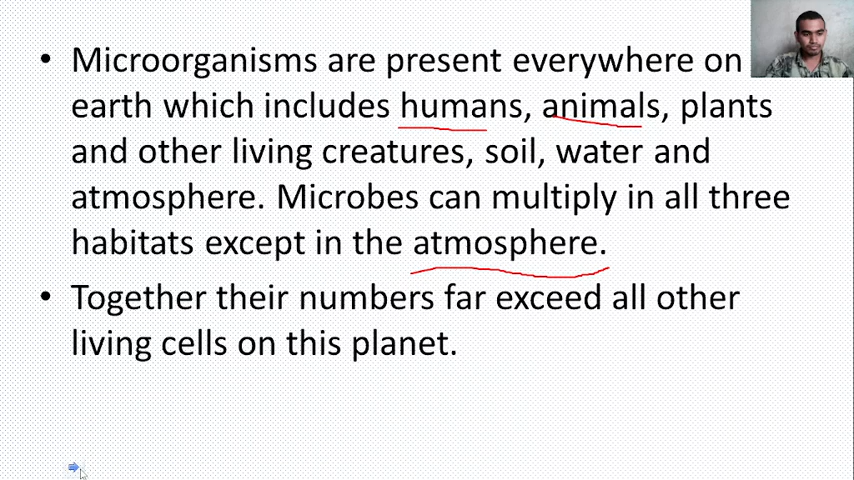 • Microorganisms are present everywhere on
earth which includes humans, animals, plants
and other living creatures, soil, water and
atmosphere. Microbes can multiply in all three
habitats except in the atmosphere.
• Together their numbers far exceed all other
living cells on this planet.